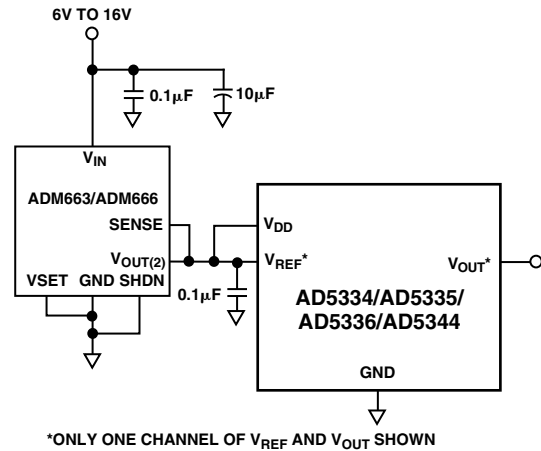 6V TO 16V
0.1μF
10μF
VIN
ADM663/ADM666
SENSE
VOUT(2)
VSET GND SHDN
0.1μF
VDD
VREF*
VOUT*
AD5334/AD5335/
AD5336/AD5344
GND
*ONLY ONE CHANNEL OF VREF AND VOUT SHOWN